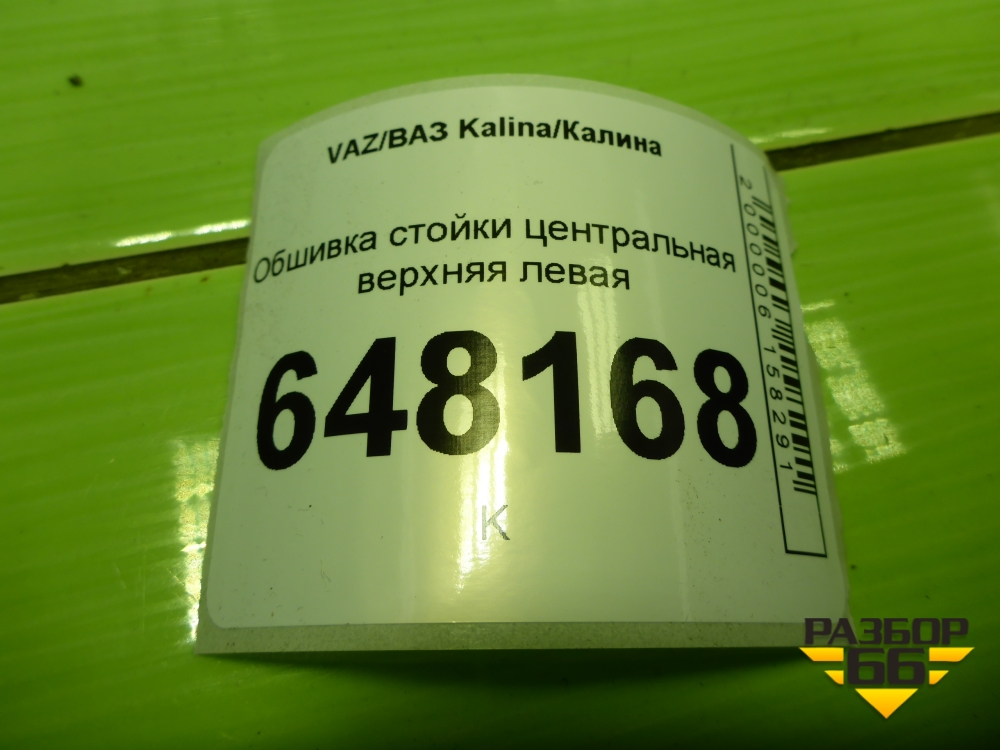 VAZ/ВАЗ Kalina/Калина
Обшивка стойки центральная
верхняя левая
648168
К
2000006158291
РАЗБОР
66